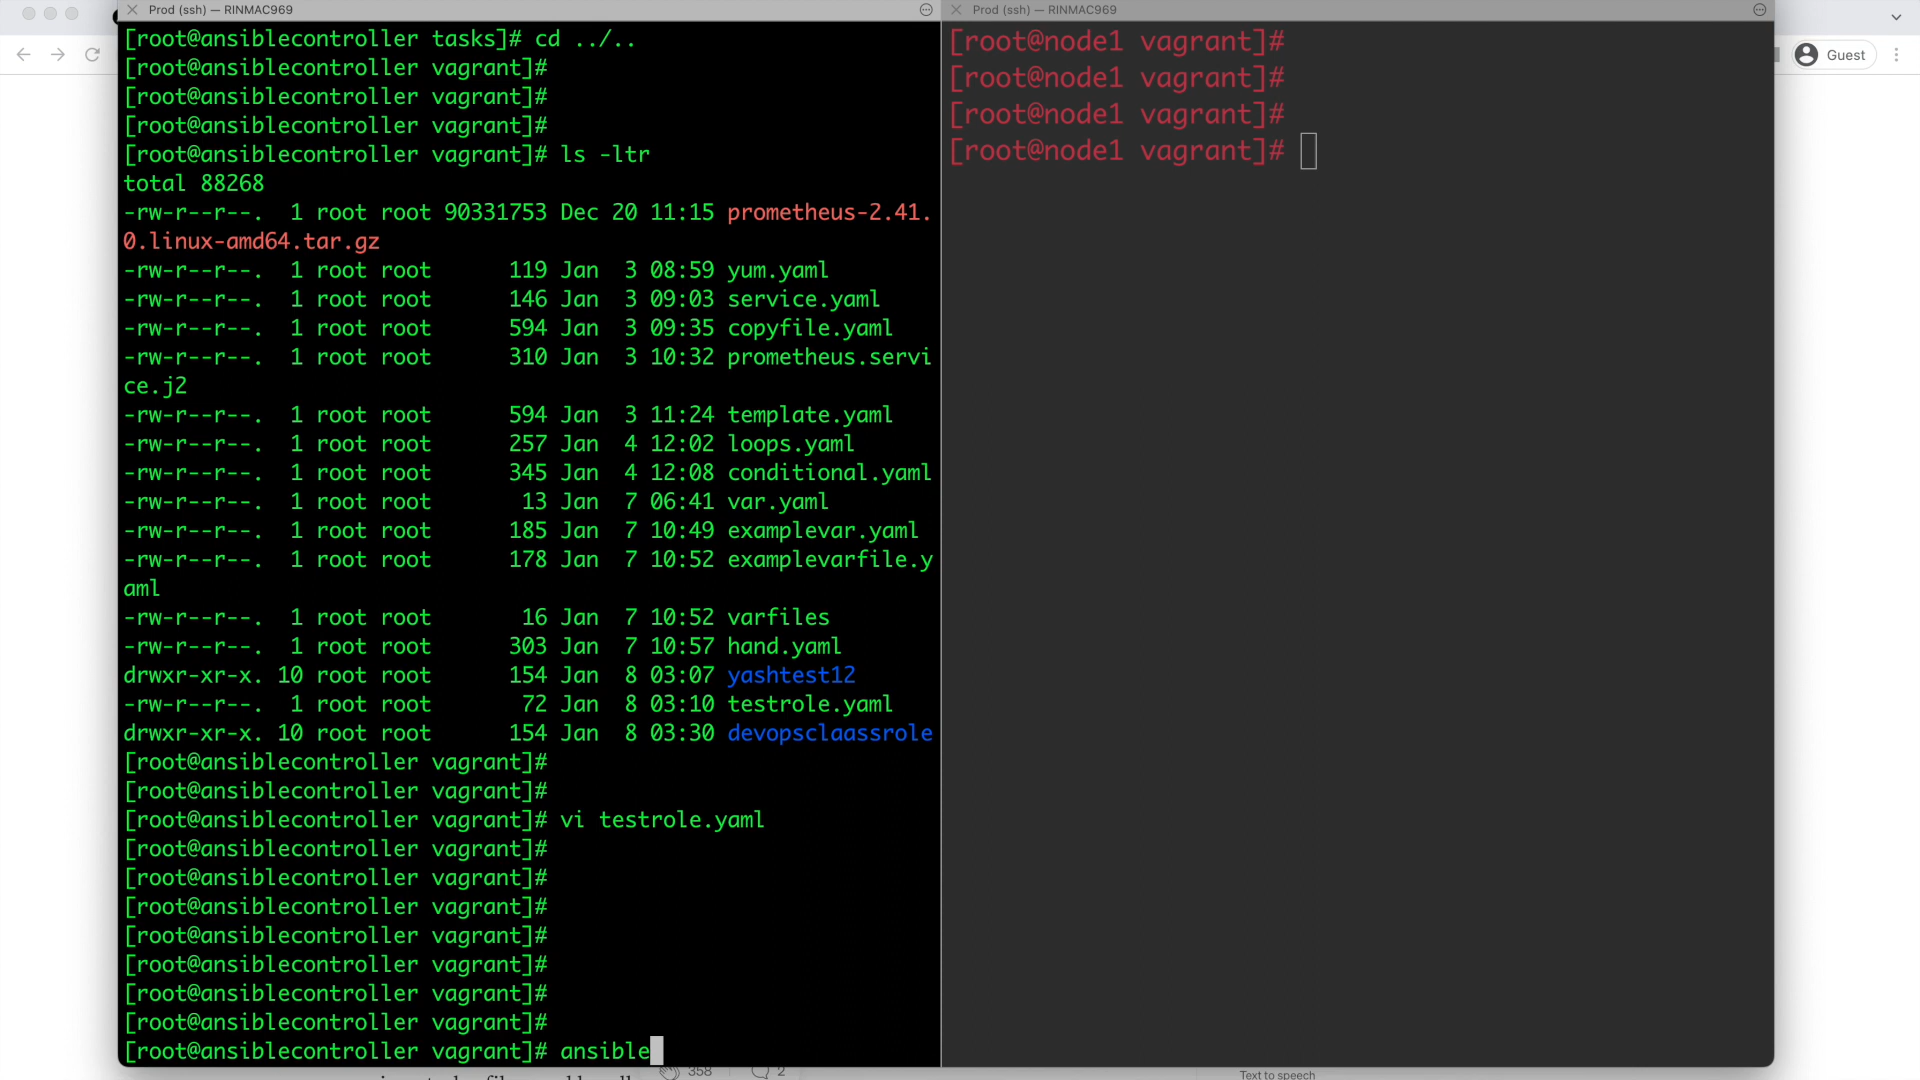 Prod (ssh) — RINMAC969
[root@ansiblecontroller tasks]# cd ../..
[root@ansiblecontroller vagrant]#
[root@ansiblecontroller vagrant]#
[root@ansiblecontroller vagrant]#
[root@ansiblecontroller vagrant]# ls -ltr
total 88268
-rw-r--r--. 1 root root 90331753 Dec 20 11:15 prometheus-2.41.
0.linux-amd64.tar.gz
-rw-r--r--. 1 root root 119 Jan 3 08:59 yum.yaml
-rw-r--r--. 1 root root 146 Jan 3 09:03 service.yaml
-rw-r--r--. 1 root root 594 Jan 3 09:35 copyfile.yaml
-rw-r--r--. 1 root root 310 Jan 3 10:32 prometheus.servi
ce.j2
-rw-r--r--. 1 root root 594 Jan 3 11:24 template.yaml
-rw-r--r--. 1 root root 257 Jan 4 12:02 loops.yaml
-rw-r--r--. 1 root root 345 Jan 4 12:08 conditional.yaml
-rw-r--r--. 1 root root 13 Jan 7 06:41 var.yaml
-rw-r--r--. 1 root root 185 Jan 7 10:49 examplevar.yaml
-rw-r--r--. 1 root root 178 Jan 7 10:52 examplevarfile.y
aml
-rw-r--r--. 1 root root 16 Jan 7 10:52 varfiles
-rw-r--r--. 1 root root 303 Jan 7 10:57 hand.yaml
drwxr-xr-x. 10 root root 154 Jan 8 03:07 yashtest12
-rw-r--r--. 1 root root 72 Jan 8 03:10 testrole.yaml
drwxr-xr-x. 10 root root 154 Jan 8 03:30 devopsclaassrole
[root@ansiblecontroller vagrant]#
[root@ansiblecontroller vagrant]#
[root@ansiblecontroller vagrant]# vi testrole.yaml
[root@ansiblecontroller vagrant]#
[root@ansiblecontroller vagrant]#
[root@ansiblecontroller vagrant]#
[root@ansiblecontroller vagrant]#
[root@ansiblecontroller vagrant]#
[root@ansiblecontroller vagrant]#
[root@ansiblecontroller vagrant]#
[root@ansiblecontroller vagrant]# ansible
Prod (ssh) — RINMAC969
[root@node1 vagrant]#
[root@node1 vagrant]#
[root@node1 vagrant]#
[root@node1 vagrant]#
Guest
358
2
Text to speech